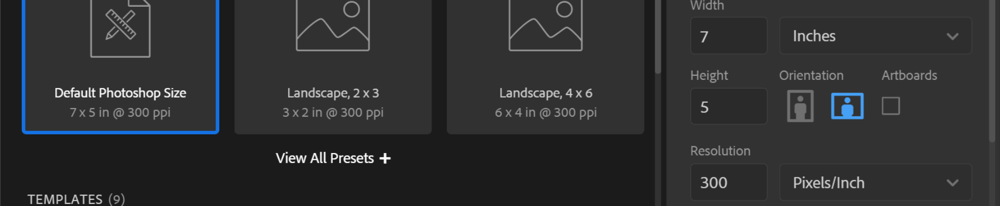 Default Photoshop Size
7 x 5 in @ 300 ppi
Landscape, 2 x 3
3 x 2 in @ 300 ppi
Landscape, 4 x 6
6 x 4 in @ 300 ppi
View All Presets +
TEMPLATES (9)
Width
7
Inches
Height
Orientation
Artboards
5
Resolution
300
Pixels/Inch